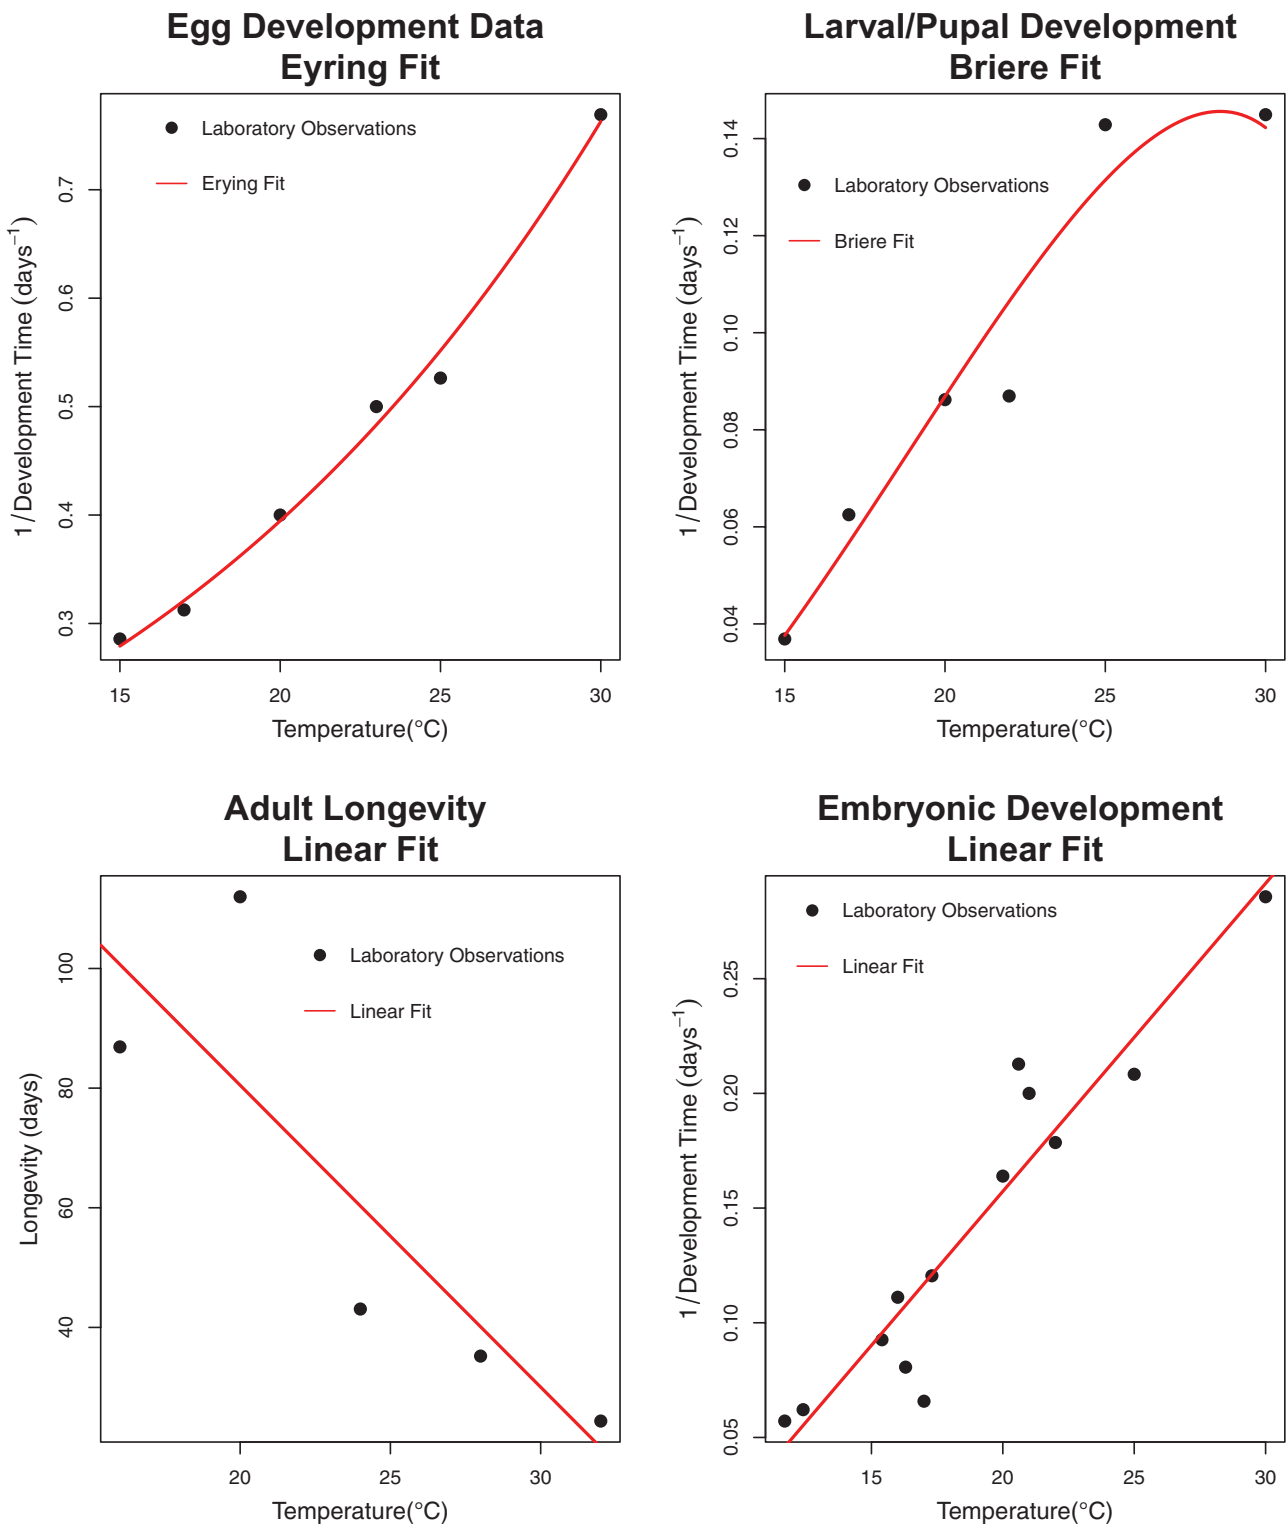 Egg Development Data
Eyring Fit
Laboratory Observations
Erying Fit
1/Development Time (days⁻¹)
0.7
0.6
0.5
0.4
0.3
15 20 25 30
Temperature(°C)
Larval/Pupal Development
Briere Fit
Laboratory Observations
Briere Fit
1/Development Time (days⁻¹)
0.14
0.12
0.10
0.08
0.06
0.04
15 20 25 30
Temperature(°C)
Adult Longevity
Linear Fit
Laboratory Observations
Linear Fit
Longevity (days)
100
80
60
40
20 25 30
Temperature(°C)
Embryonic Development
Linear Fit
Laboratory Observations
Linear Fit
1/Development Time (days⁻¹)
0.25
0.20
0.15
0.10
0.05
15 20 25 30
Temperature(°C)